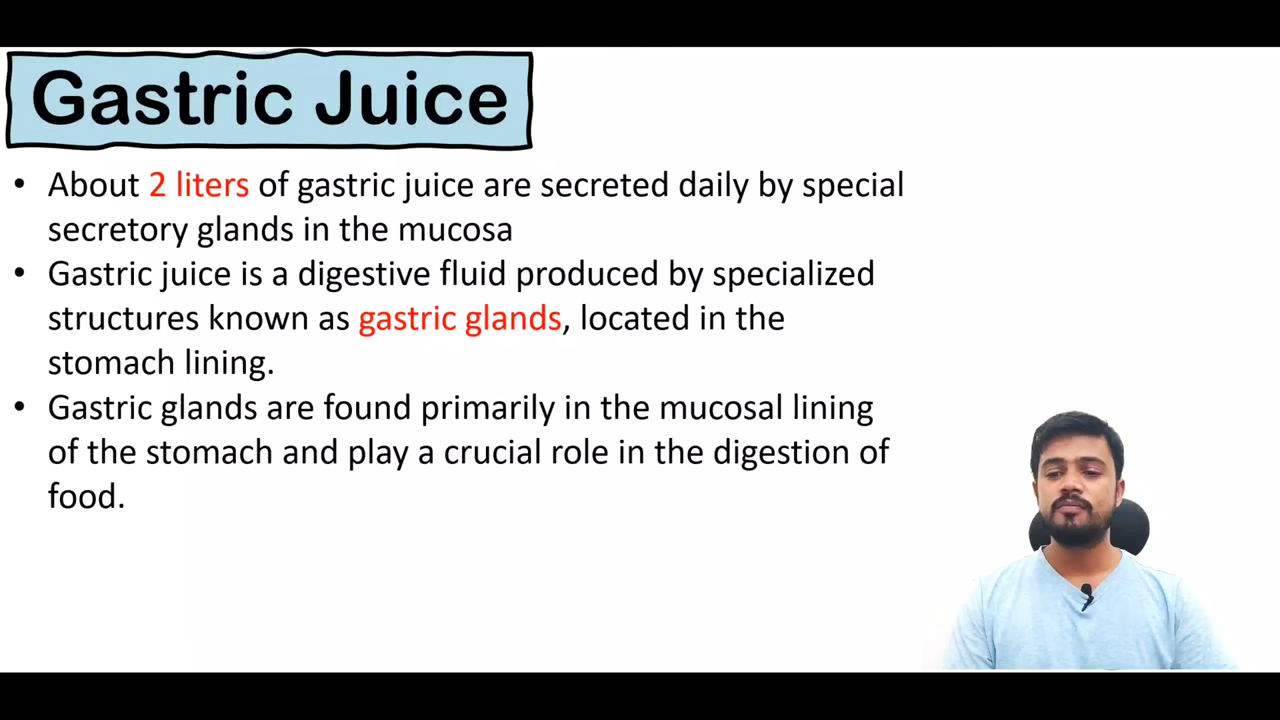 Gastric Juice
• About 2 liters of gastric juice are secreted daily by special
secretory glands in the mucosa
• Gastric juice is a digestive fluid produced by specialized
structures known as gastric glands, located in the
stomach lining.
• Gastric glands are found primarily in the mucosal lining
of the stomach and play a crucial role in the digestion of
food.